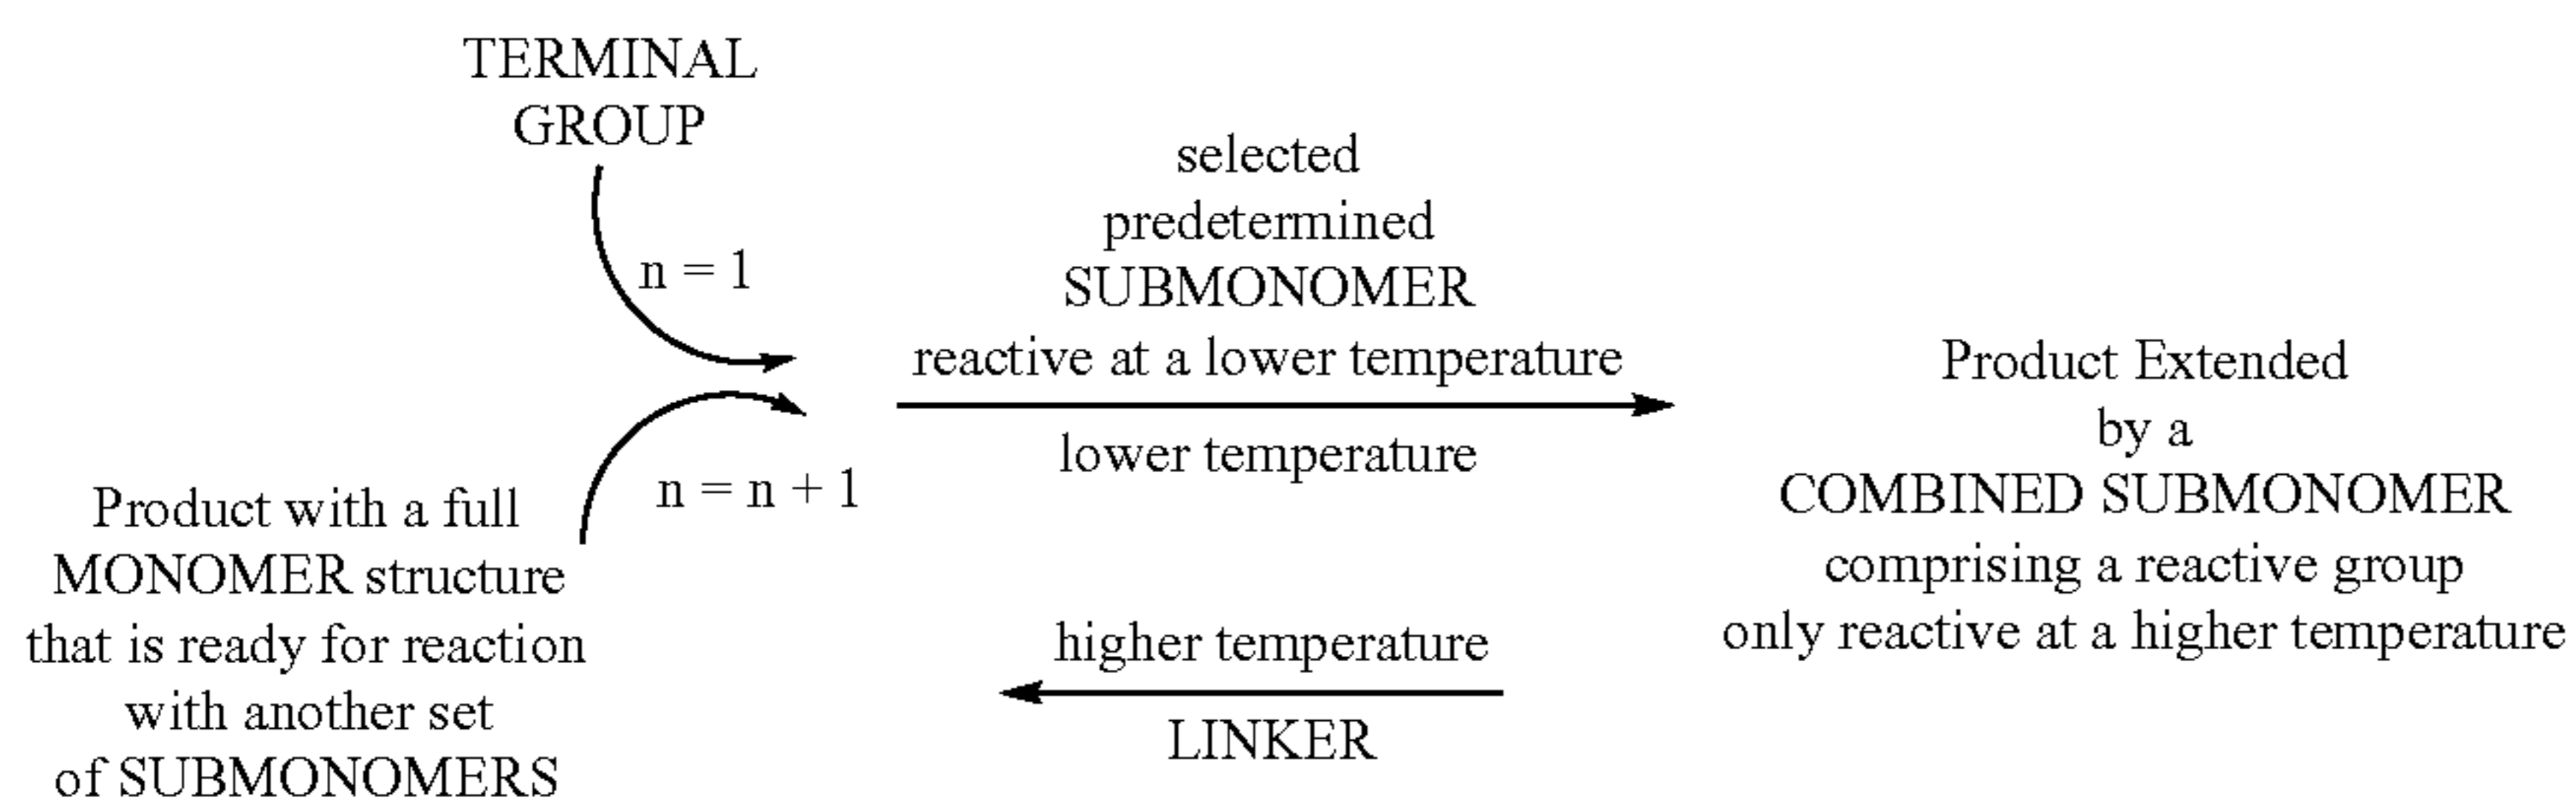 TERMINAL
GROUP
n = 1
n = n + 1
Product with a full
MONOMER structure
that is ready for reaction
with another set
of SUBMONOMERS
selected
predetermined
SUBMONOMER
reactive at a lower temperature
lower temperature
Product Extended
by a
COMBINED SUBMONOMER
comprising a reactive group
only reactive at a higher temperature
higher temperature
LINKER